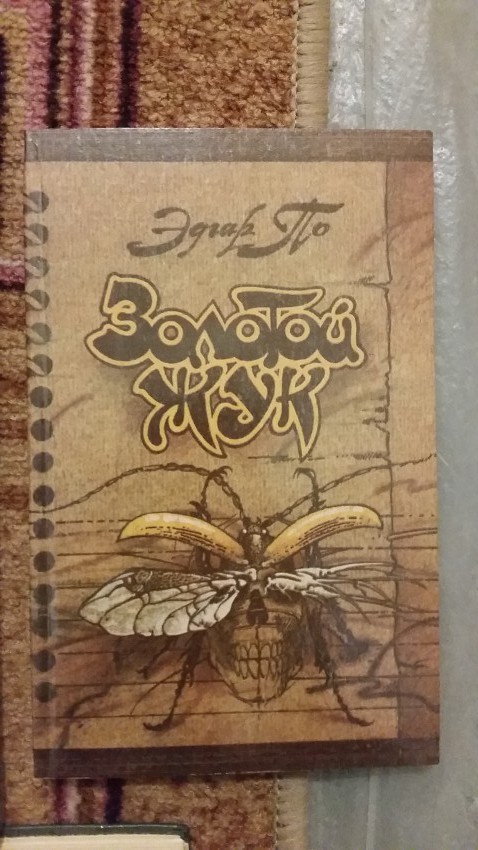 Эдгар По
Золотой
жук